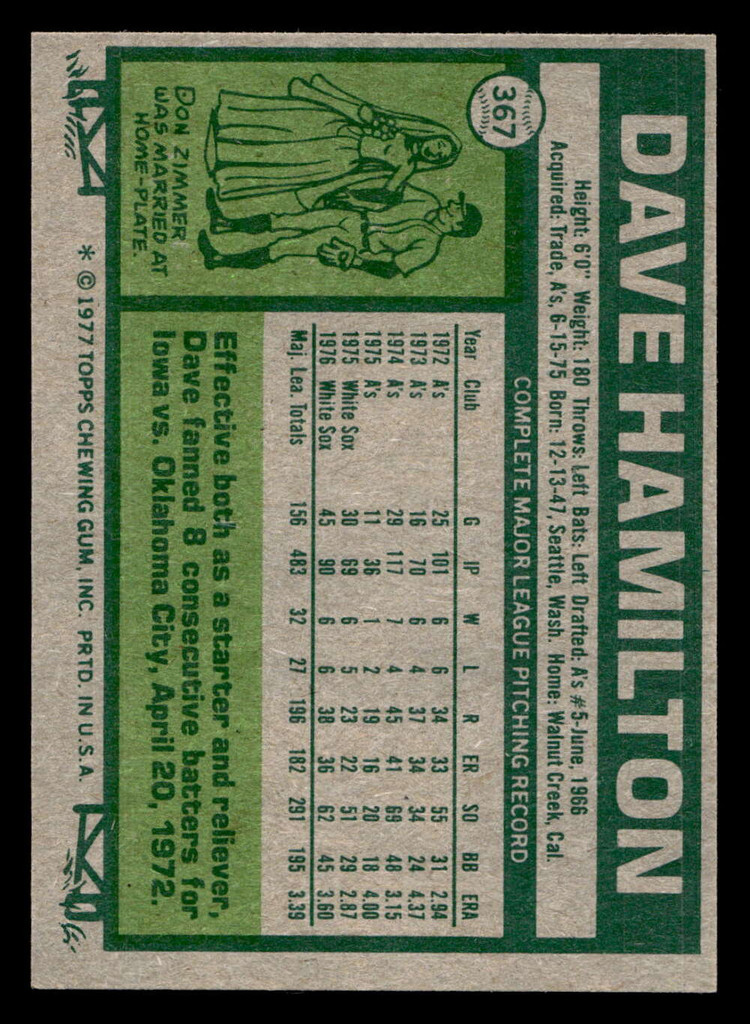 367
DAVE HAMILTON
Height: 6'0" Weight: 180 Throws: Left Bats: Left Drafted: A's #5-June, 1966
Acquired: Trade, A's, 6-15-75 Born: 12-13-47, Seattle, Wash. Home: Walnut Creek, Cal.
DON ZIMMER
WAS MARRIED AT
HOME-PLATE.
COMPLETE MAJOR LEAGUE PITCHING RECORD
Year Club G IP W L R ER SO BB ERA
1972 A's 25 101 6 6 34 33 55 31 2.94
1973 A's 16 70 6 4 37 34 34 24 4.37
1974 A's 29 117 7 4 45 41 69 48 3.15
1975 A's 11 36 1 2 19 16 20 18 4.00
1975 White Sox 30 69 6 5 23 22 51 29 2.87
1976 White Sox 45 90 6 6 38 36 62 45 3.60
Maj. Lea. Totals 156 483 32 27 196 182 291 195 3.39
Effective both as a starter and reliever,
Dave fanned 8 consecutive batters for
Iowa vs. Oklahoma City, April 20, 1972.
* © 1977 TOPPS CHEWING GUM, INC. PRTD. IN U.S.A.